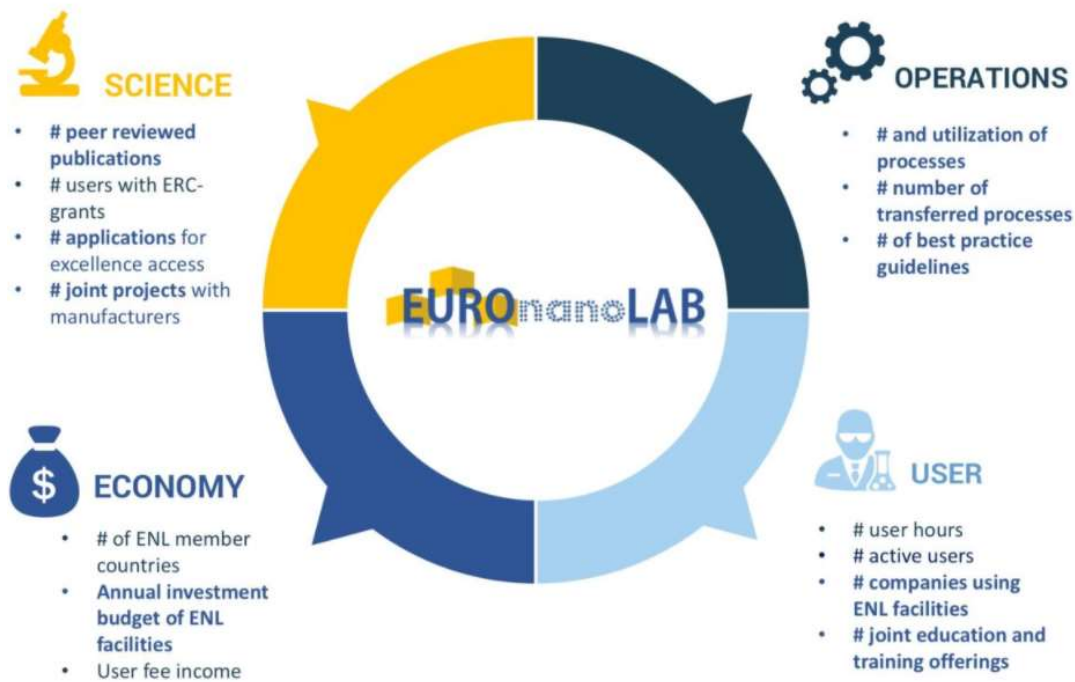 SCIENCE
• # peer reviewed
publications
• # users with ERC-
grants
• # applications for
excellence access
• # joint projects with
manufacturers
OPERATIONS
• # and utilization of
processes
• # number of
transferred processes
• # of best practice
guidelines
EUROnanoLAB
$
ECONOMY
• # of ENL member
countries
• Annual investment
budget of ENL
facilities
• User fee income
USER
• # user hours
• # active users
• # companies using
ENL facilities
• # joint education and
training offerings